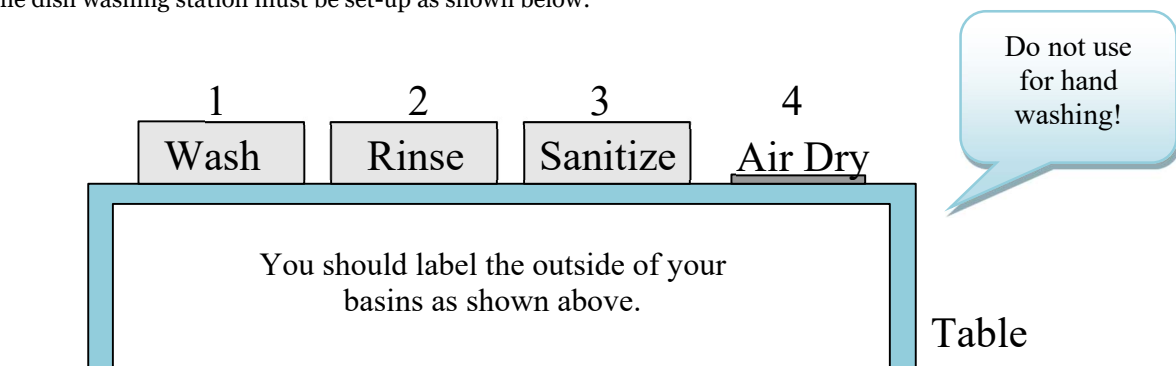 dish washing station must be set-up as shown below.
Do not use
for hand
washing!
1 2 3 4
Wash Rinse Sanitize Air Dry
You should label the outside of your
basins as shown above.
Table